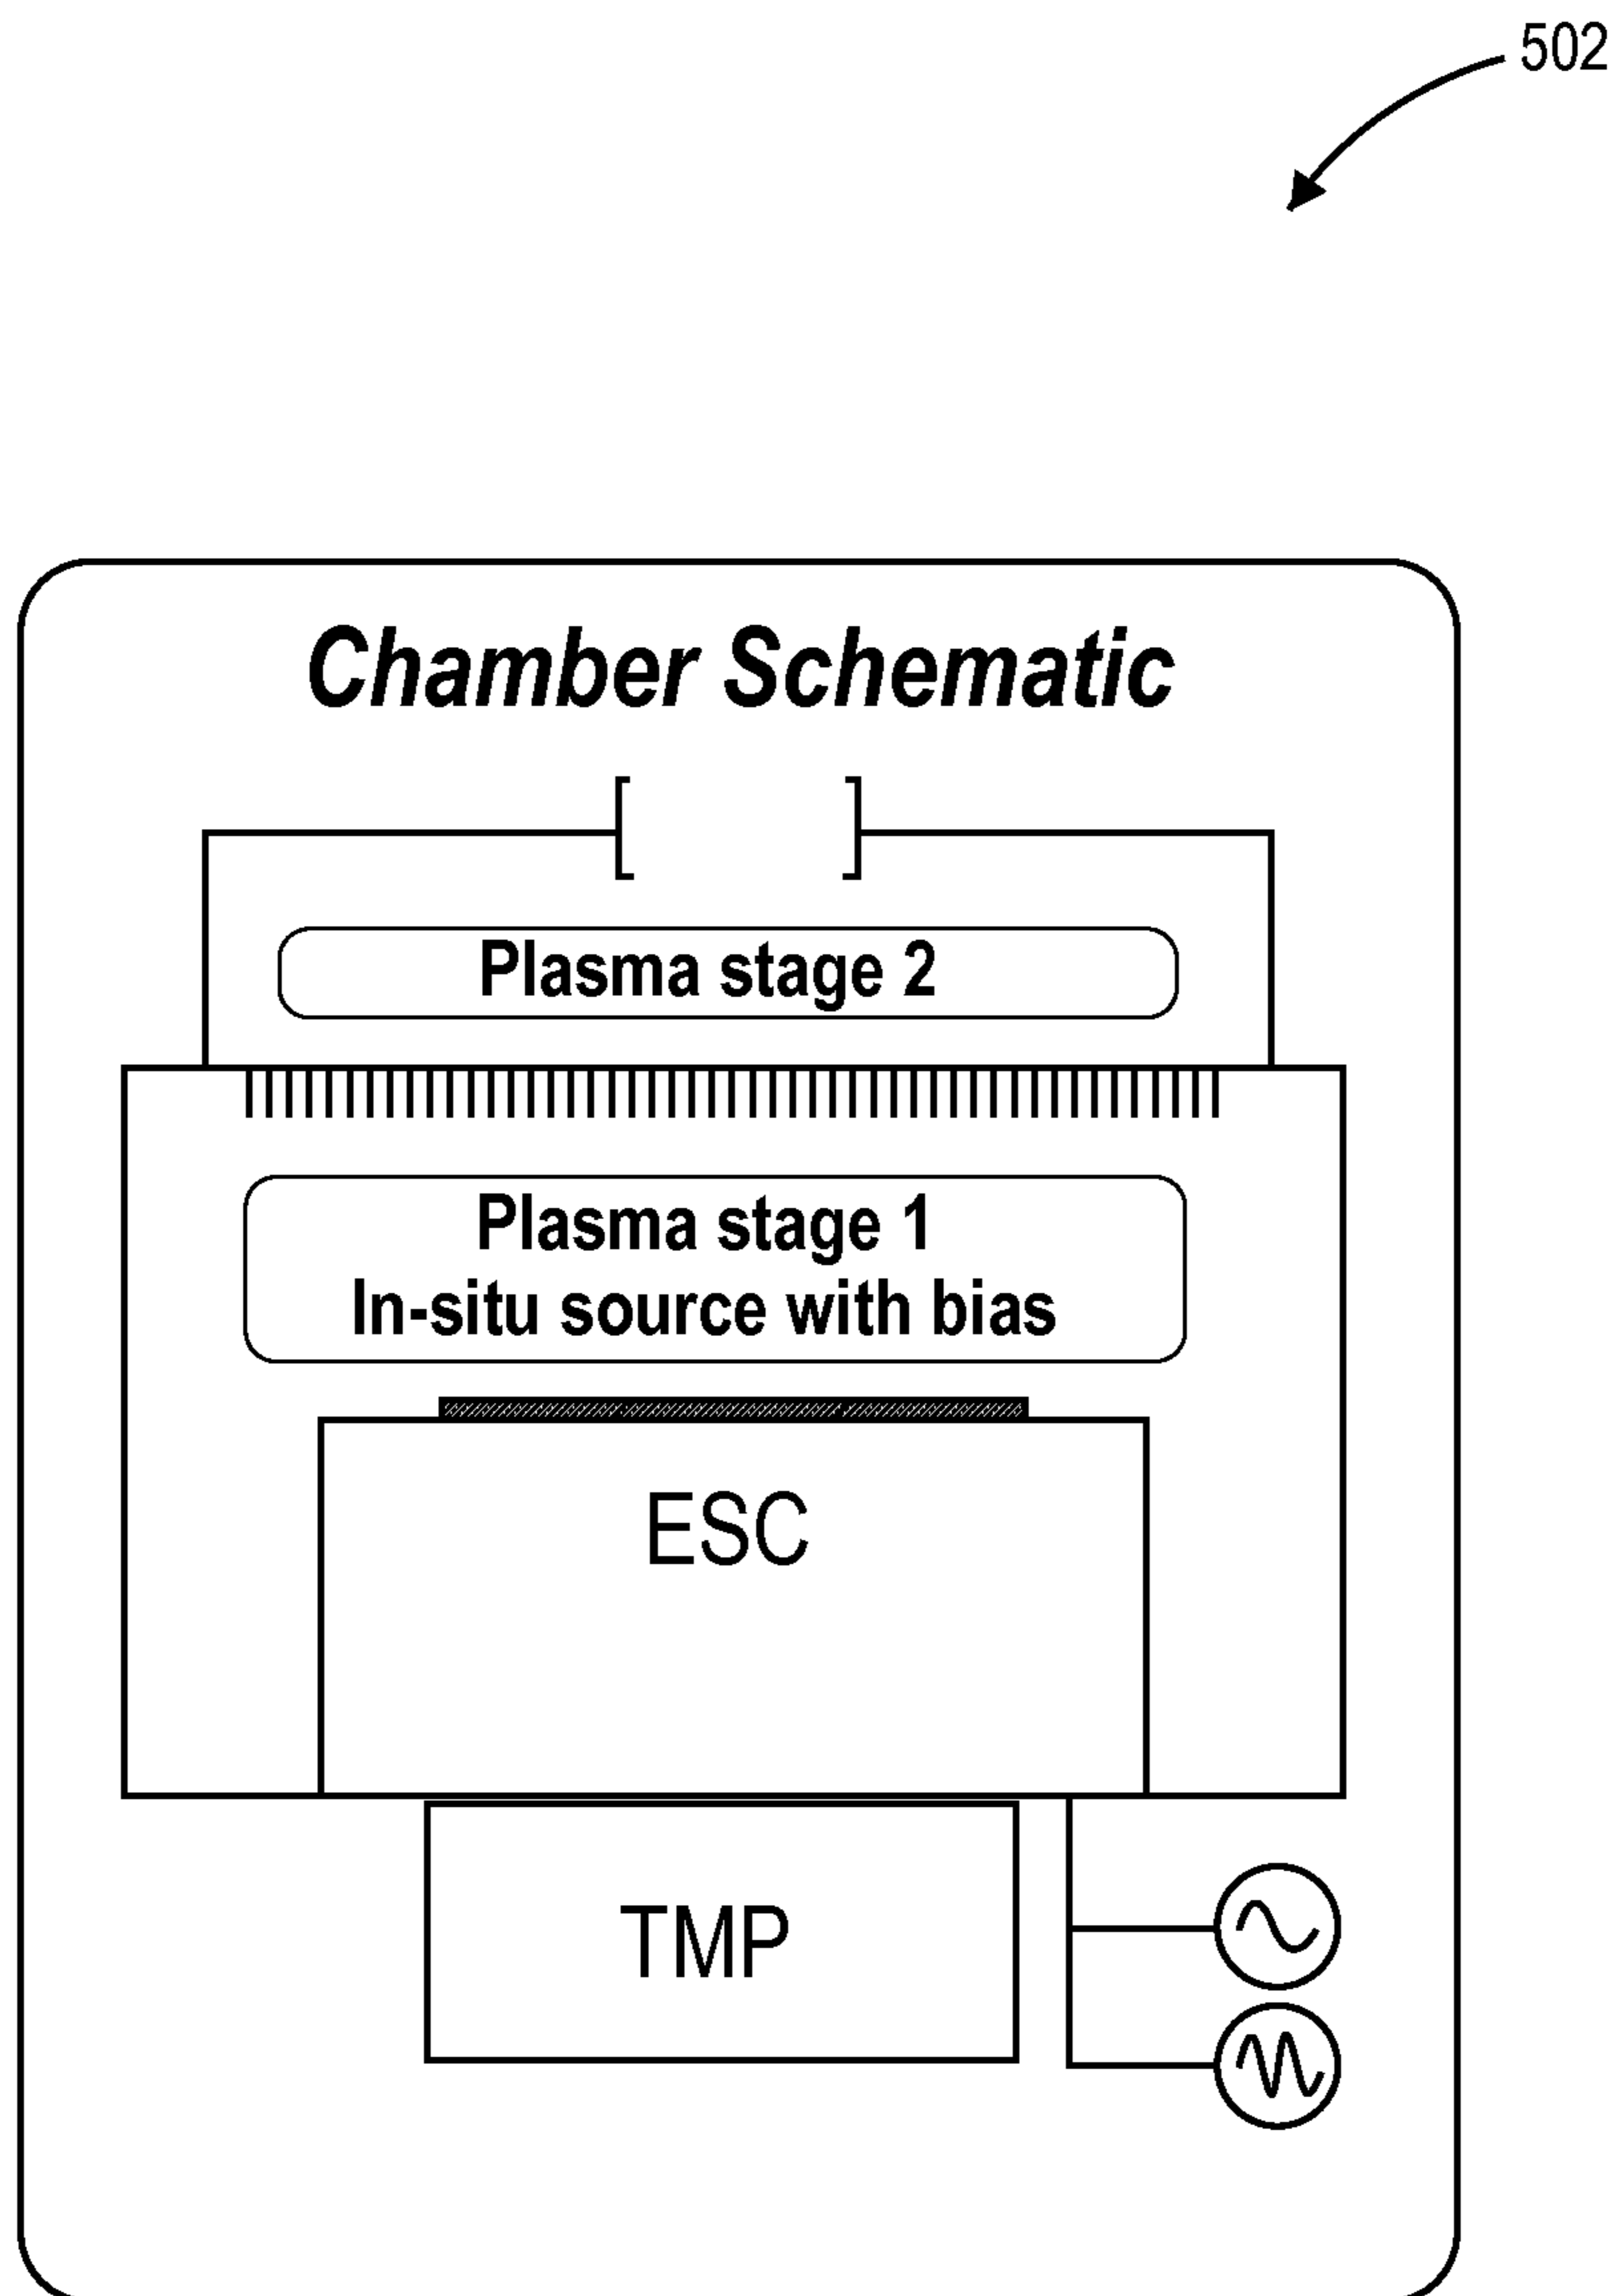 502
Chamber Schematic
Plasma stage 2
Plasma stage 1
In-situ source with bias
ESC
TMP